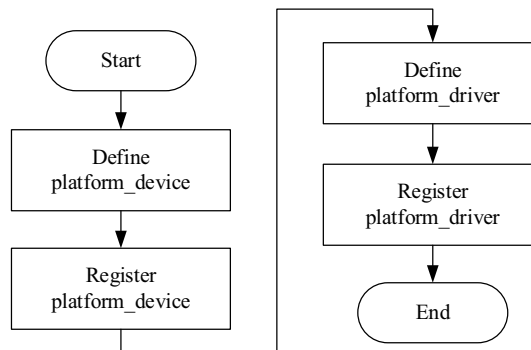 Start
Define
platform_device
Register
platform_device
Define
platform_driver
Register
platform_driver
End